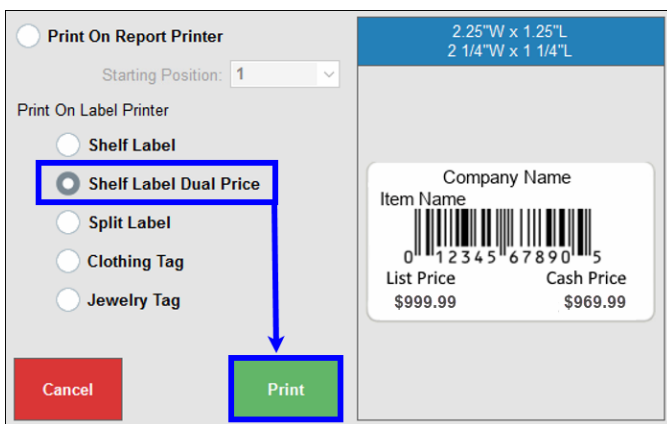 Print On Report Printer
Starting Position: 1
Print On Label Printer
Shelf Label
Shelf Label Dual Price
Split Label
Clothing Tag
Jewelry Tag
Cancel
Print
2.25"W x 1.25"L
2 1/4"W x 1 1/4"L
Company Name
Item Name
0 12345 67890 5
List Price Cash Price
$999.99 $969.99